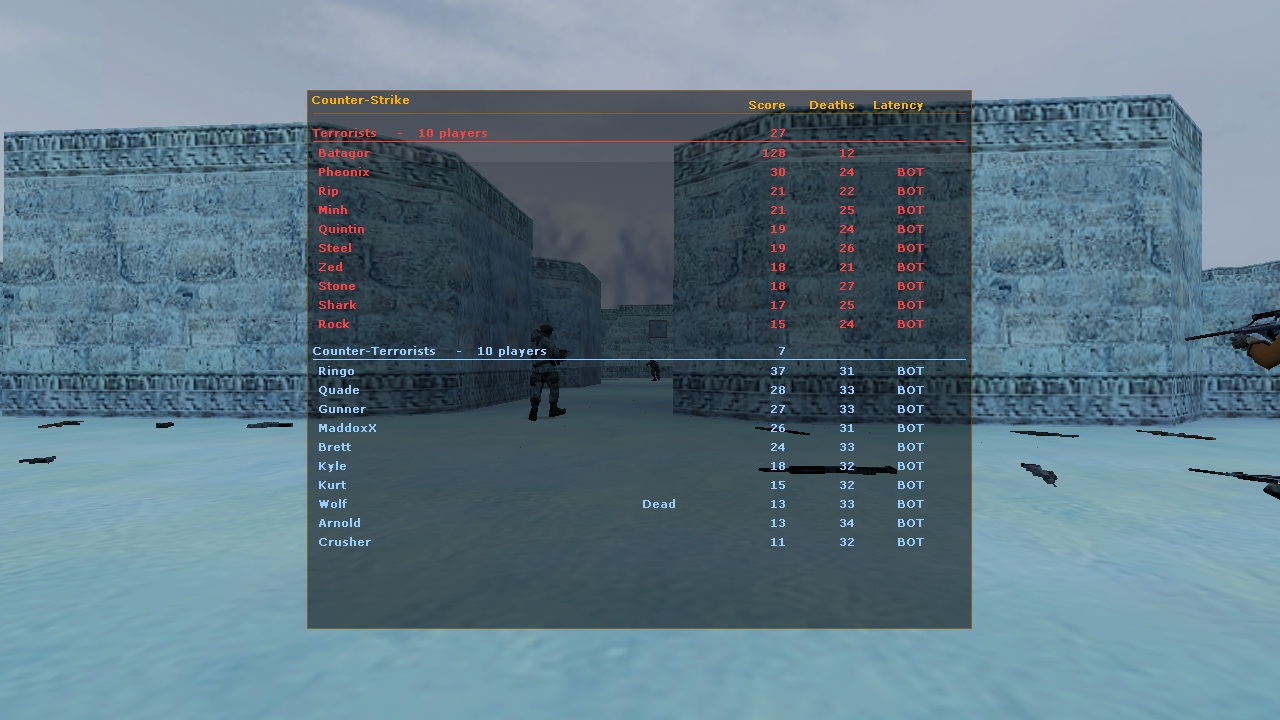 Counter-Strike Score Deaths Latency
Terrorists - 10 players 27
Batagor 128 12
Pheonix 30 24 BOT
Rip 21 22 BOT
Minh 21 25 BOT
Quintin 19 24 BOT
Steel 19 26 BOT
Zed 18 21 BOT
Stone 18 27 BOT
Shark 17 25 BOT
Rock 15 24 BOT
Counter-Terrorists - 10 players 7
Ringo 37 31 BOT
Quade 28 33 BOT
Gunner 27 33 BOT
MaddoxX 26 31 BOT
Brett 24 33 BOT
Kyle 18 32 BOT
Kurt 15 32 BOT
Wolf Dead 13 33 BOT
Arnold 13 34 BOT
Crusher 11 32 BOT